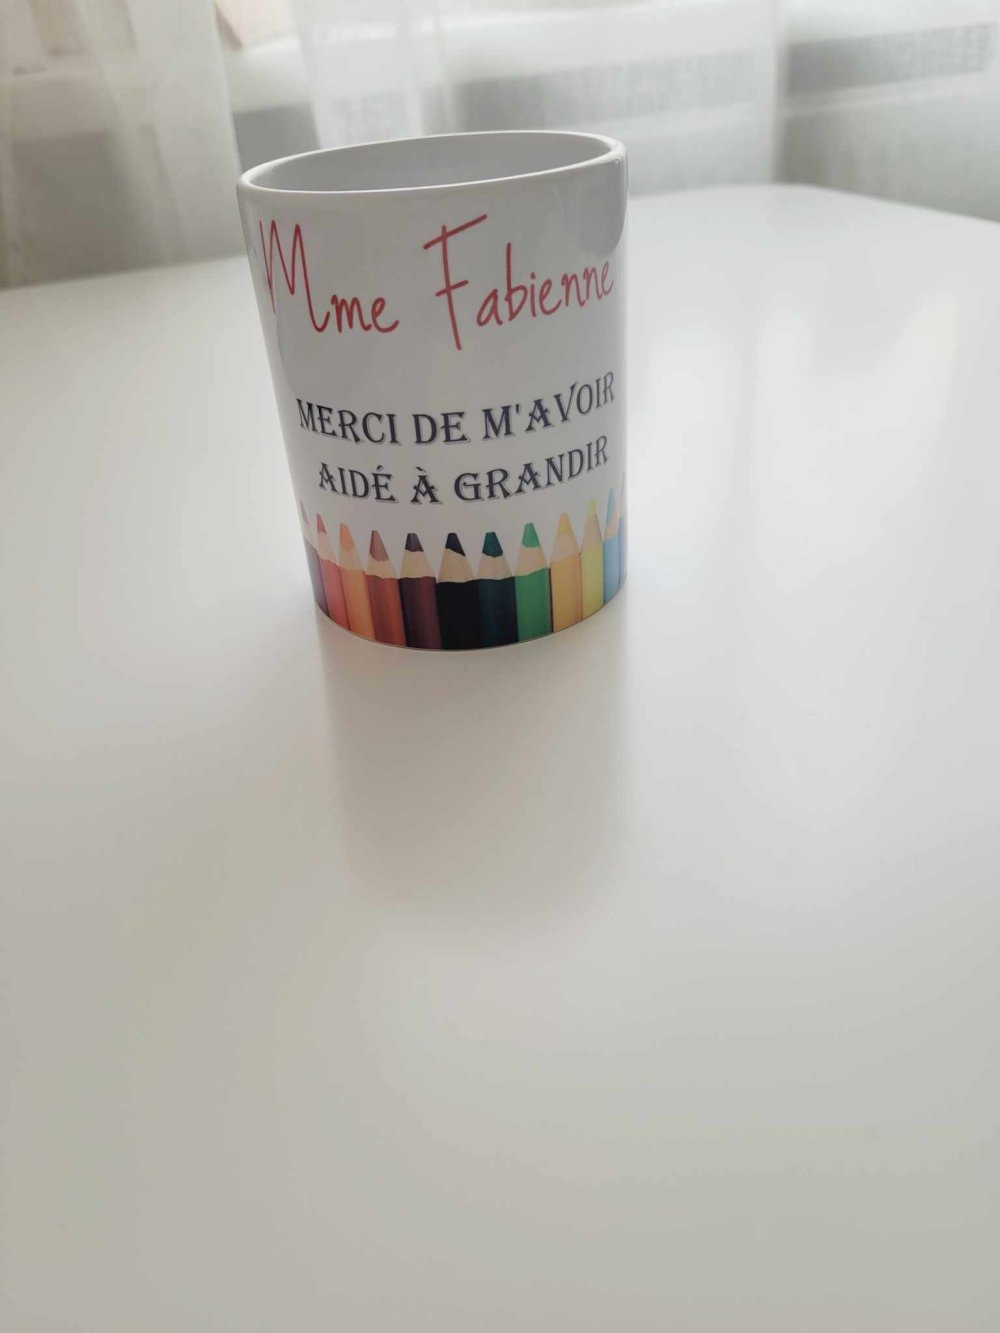 Mme Fabienne
MERCI DE M'AVOIR
AIDÉ À GRANDIR